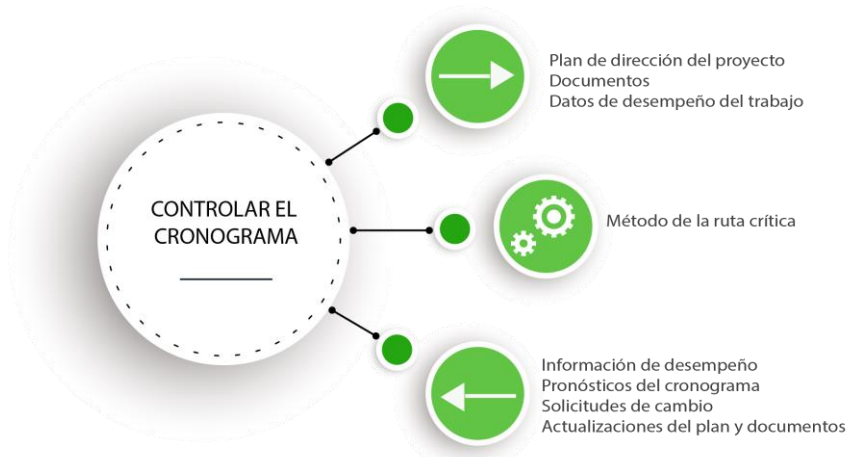 CONTROLAR EL
CRONOGRAMA
Plan de dirección del proyecto
Documentos
Datos de desempeño del trabajo
Método de la ruta crítica
Información de desempeño
Pronósticos del cronograma
Solicitudes de cambio
Actualizaciones del plan y documentos